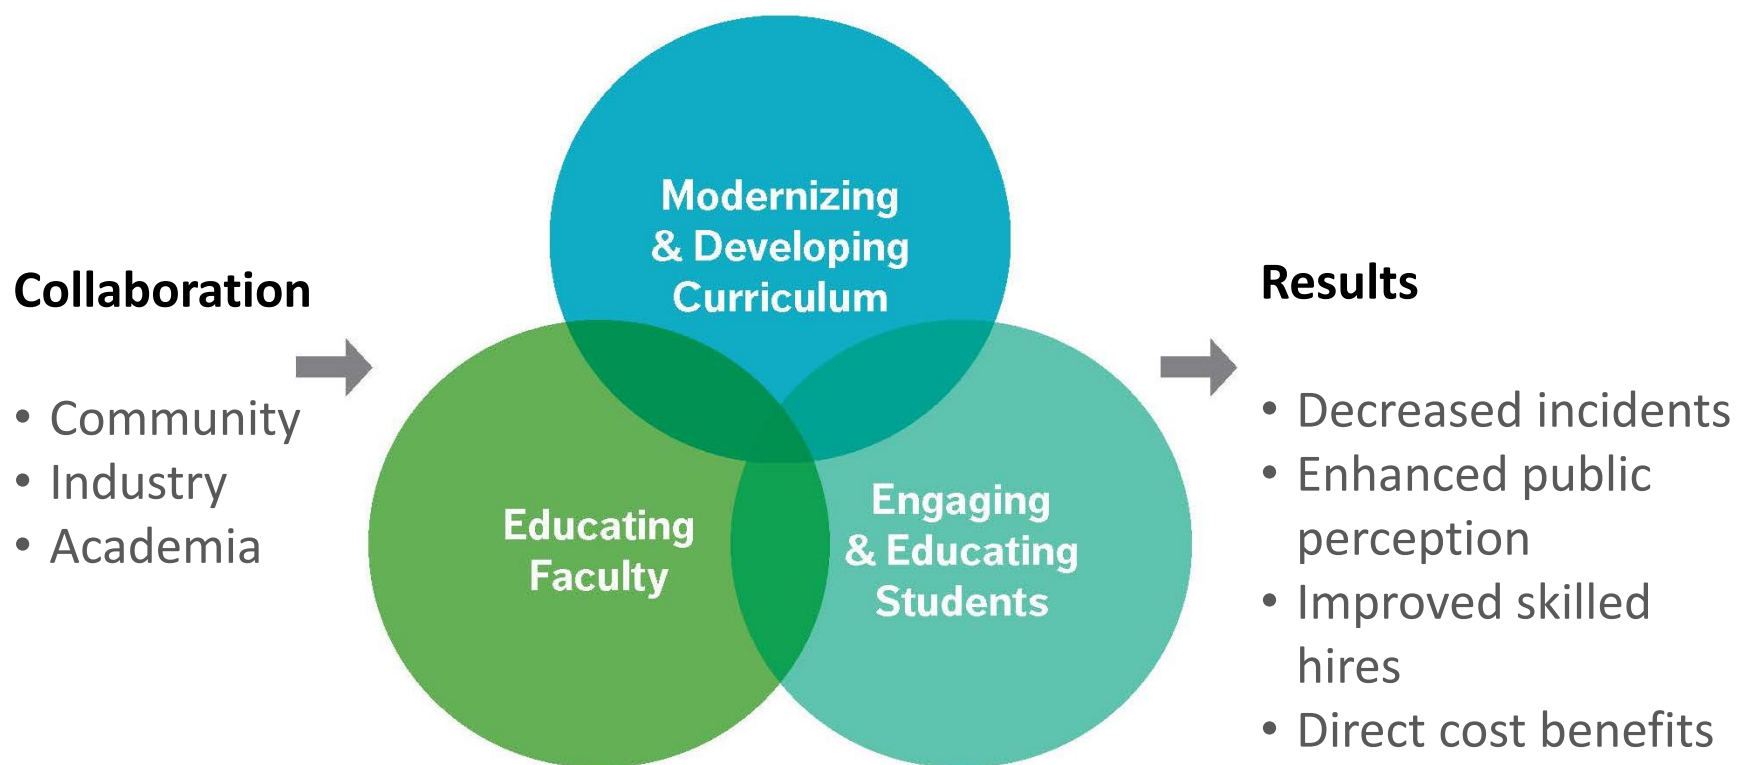 Collaboration
• Community
• Industry
• Academia
Modernizing
& Developing
Curriculum
Educating
Faculty
Engaging
& Educating
Students
Results
• Decreased incidents
• Enhanced public
perception
• Improved skilled
hires
• Direct cost benefits